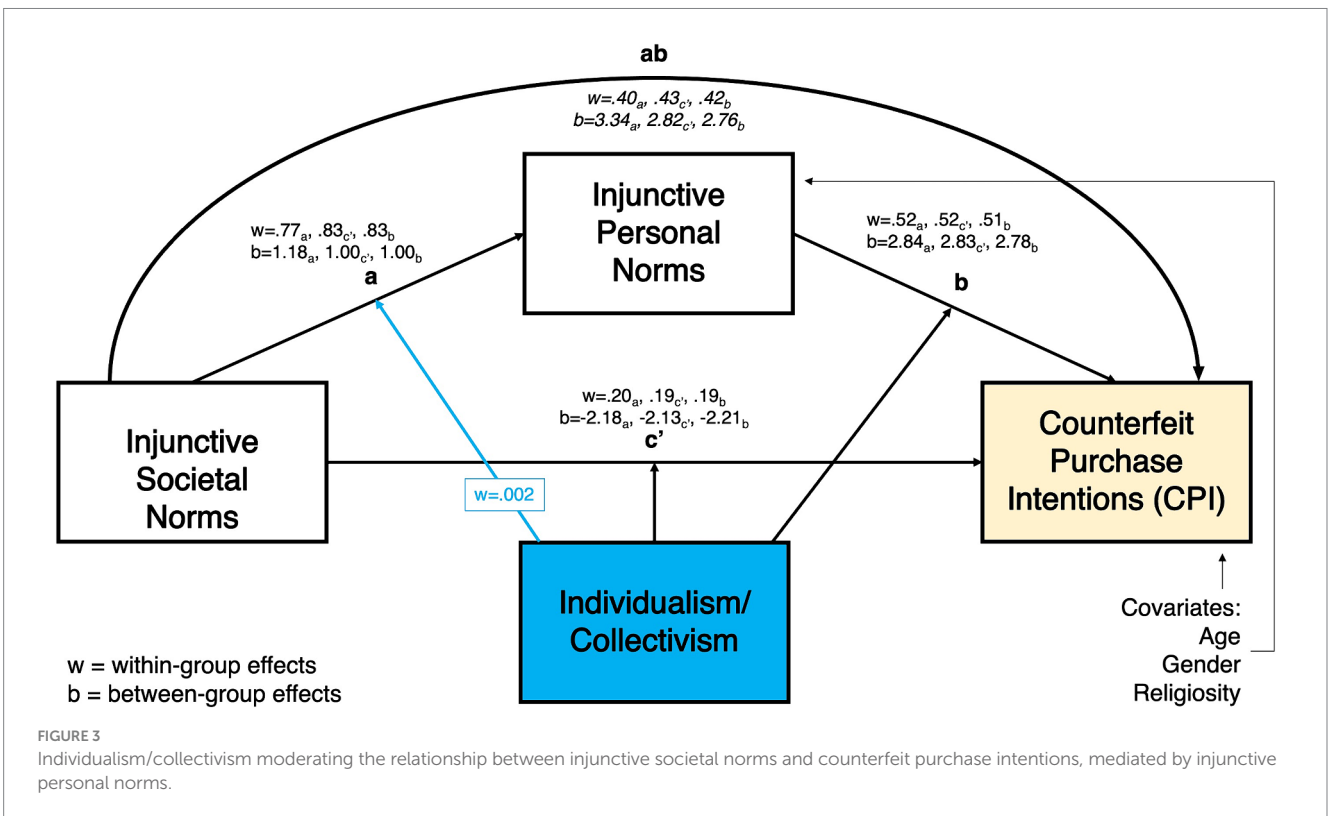 ab
w=.40a, .43c', .42b
b=3.34a, 2.82c', 2.76b
Injunctive
Personal
Norms
w=.77a, .83c', .83b
b=1.18a, 1.00c', 1.00b
a
w=.52a, .52c', .51b
b=2.84a, 2.83c', 2.78b
b
Injunctive
Societal
Norms
w=.20a, .19c', .19b
b=-2.18a, -2.13c', -2.21b
c’
Counterfeit
Purchase
Intentions (CPI)
w=.002
Individualism/
Collectivism
Covariates:
Age
Gender
Religiosity
w = within-group effects
b = between-group effects
FIGURE 3
Individualism/collectivism moderating the relationship between injunctive societal norms and counterfeit purchase intentions, mediated by injunctive
personal norms.